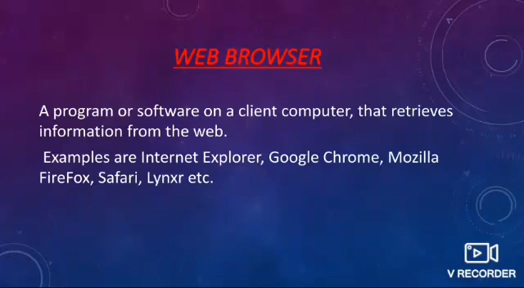 WEB BROWSER
A program or software on a client computer, that retrieves
information from the web.
Examples are Internet Explorer, Google Chrome, Mozilla
FireFox, Safari, Lynxr etc.
V RECORDER